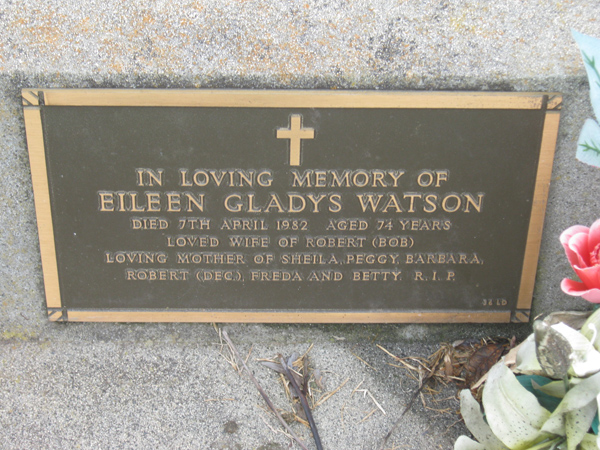 IN LOVING MEMORY OF
EILEEN GLADYS WATSON
DIED 7TH APRIL 1982 AGED 74 YEARS
LOVED WIFE OF ROBERT (BOB)
LOVING MOTHER OF SHEILA, PEGGY, BARBARA,
ROBERT (DEC.), FREDA AND BETTY. R.I.P.